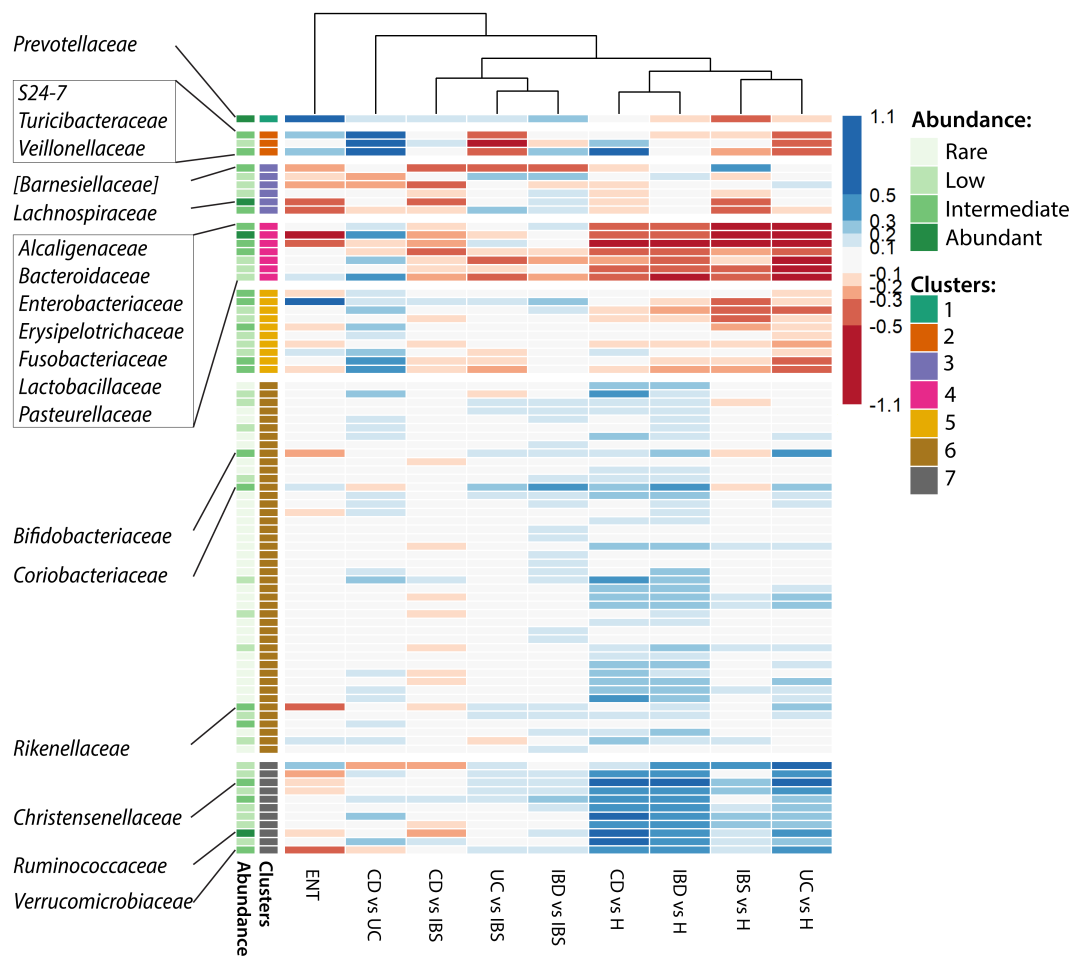 Prevotellaceae
S24-7
Turicibacteraceae
Veillonellaceae
[Barnesiellaceae]
Lachnospiraceae
Alcaligenaceae
Bacteroidaceae
Enterobacteriaceae
Erysipelotrichaceae
Fusobacteriaceae
Lactobacillaceae
Pasteurellaceae
Bifidobacteriaceae
Coriobacteriaceae
Rikenellaceae
Christensenellaceae
Ruminococcaceae
Verrucomicrobiaceae
Abundance
Clusters
ENT
CD vs UC
CD vs IBS
UC vs IBS
IBD vs IBS
CD vs H
IBD vs H
IBS vs H
UC vs H
1.1
0.5
0.3
0.2
0.1
-0.1
-0.2
-0.3
-0.5
-1.1
Abundance:
Rare
Low
Intermediate
Abundant
Clusters:
1
2
3
4
5
6
7